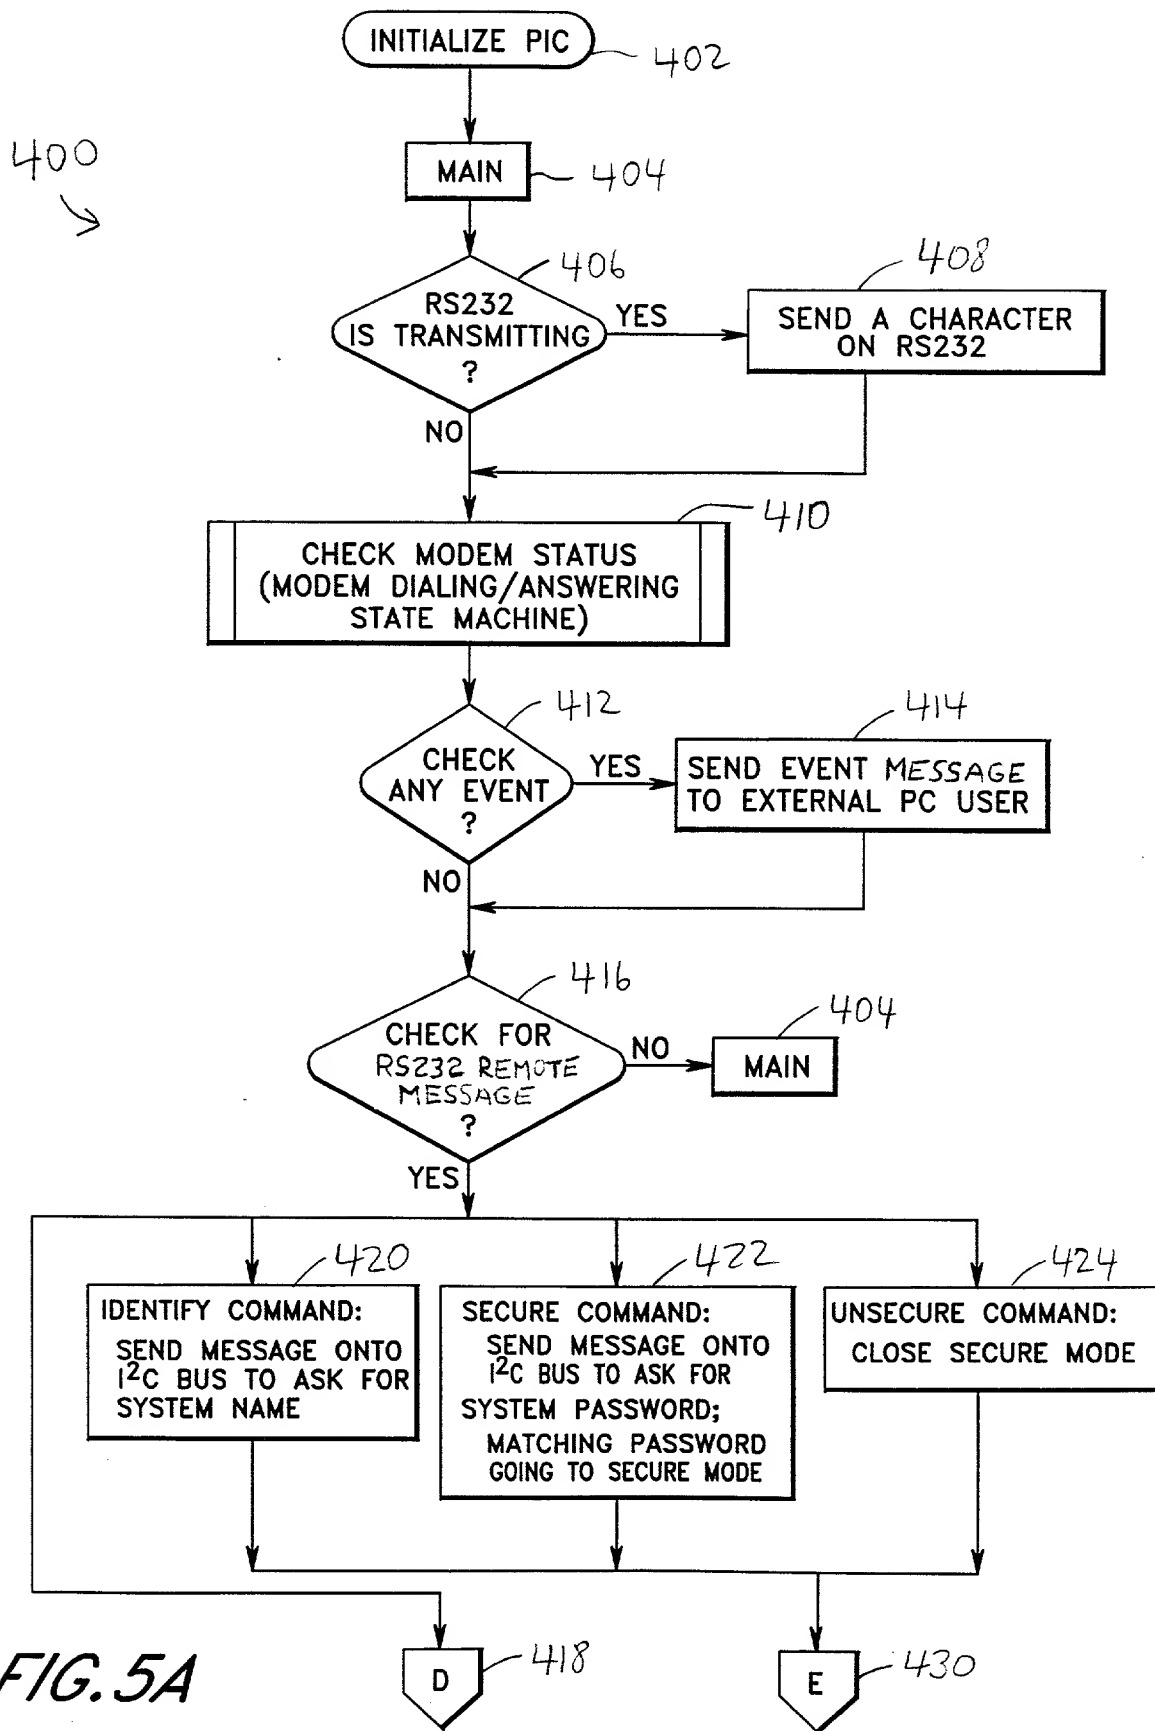 INITIALIZE PIC
402
400
MAIN
404
406
408
RS232
IS TRANSMITTING
?
YES
SEND A CHARACTER
ON RS232
NO
410
CHECK MODEM STATUS
(MODEM DIALING/ANSWERING
STATE MACHINE)
412
414
CHECK
ANY EVENT
?
YES
SEND EVENT MESSAGE
TO EXTERNAL PC USER
NO
416
404
CHECK FOR
RS232 REMOTE
MESSAGE
?
NO
MAIN
YES
420
422
424
IDENTIFY COMMAND:
SEND MESSAGE ONTO
I²C BUS TO ASK FOR
SYSTEM NAME
SECURE COMMAND:
SEND MESSAGE ONTO
I²C BUS TO ASK FOR
SYSTEM PASSWORD;
MATCHING PASSWORD
GOING TO SECURE MODE
UNSECURE COMMAND:
CLOSE SECURE MODE
D
418
E
430
FIG. 5A